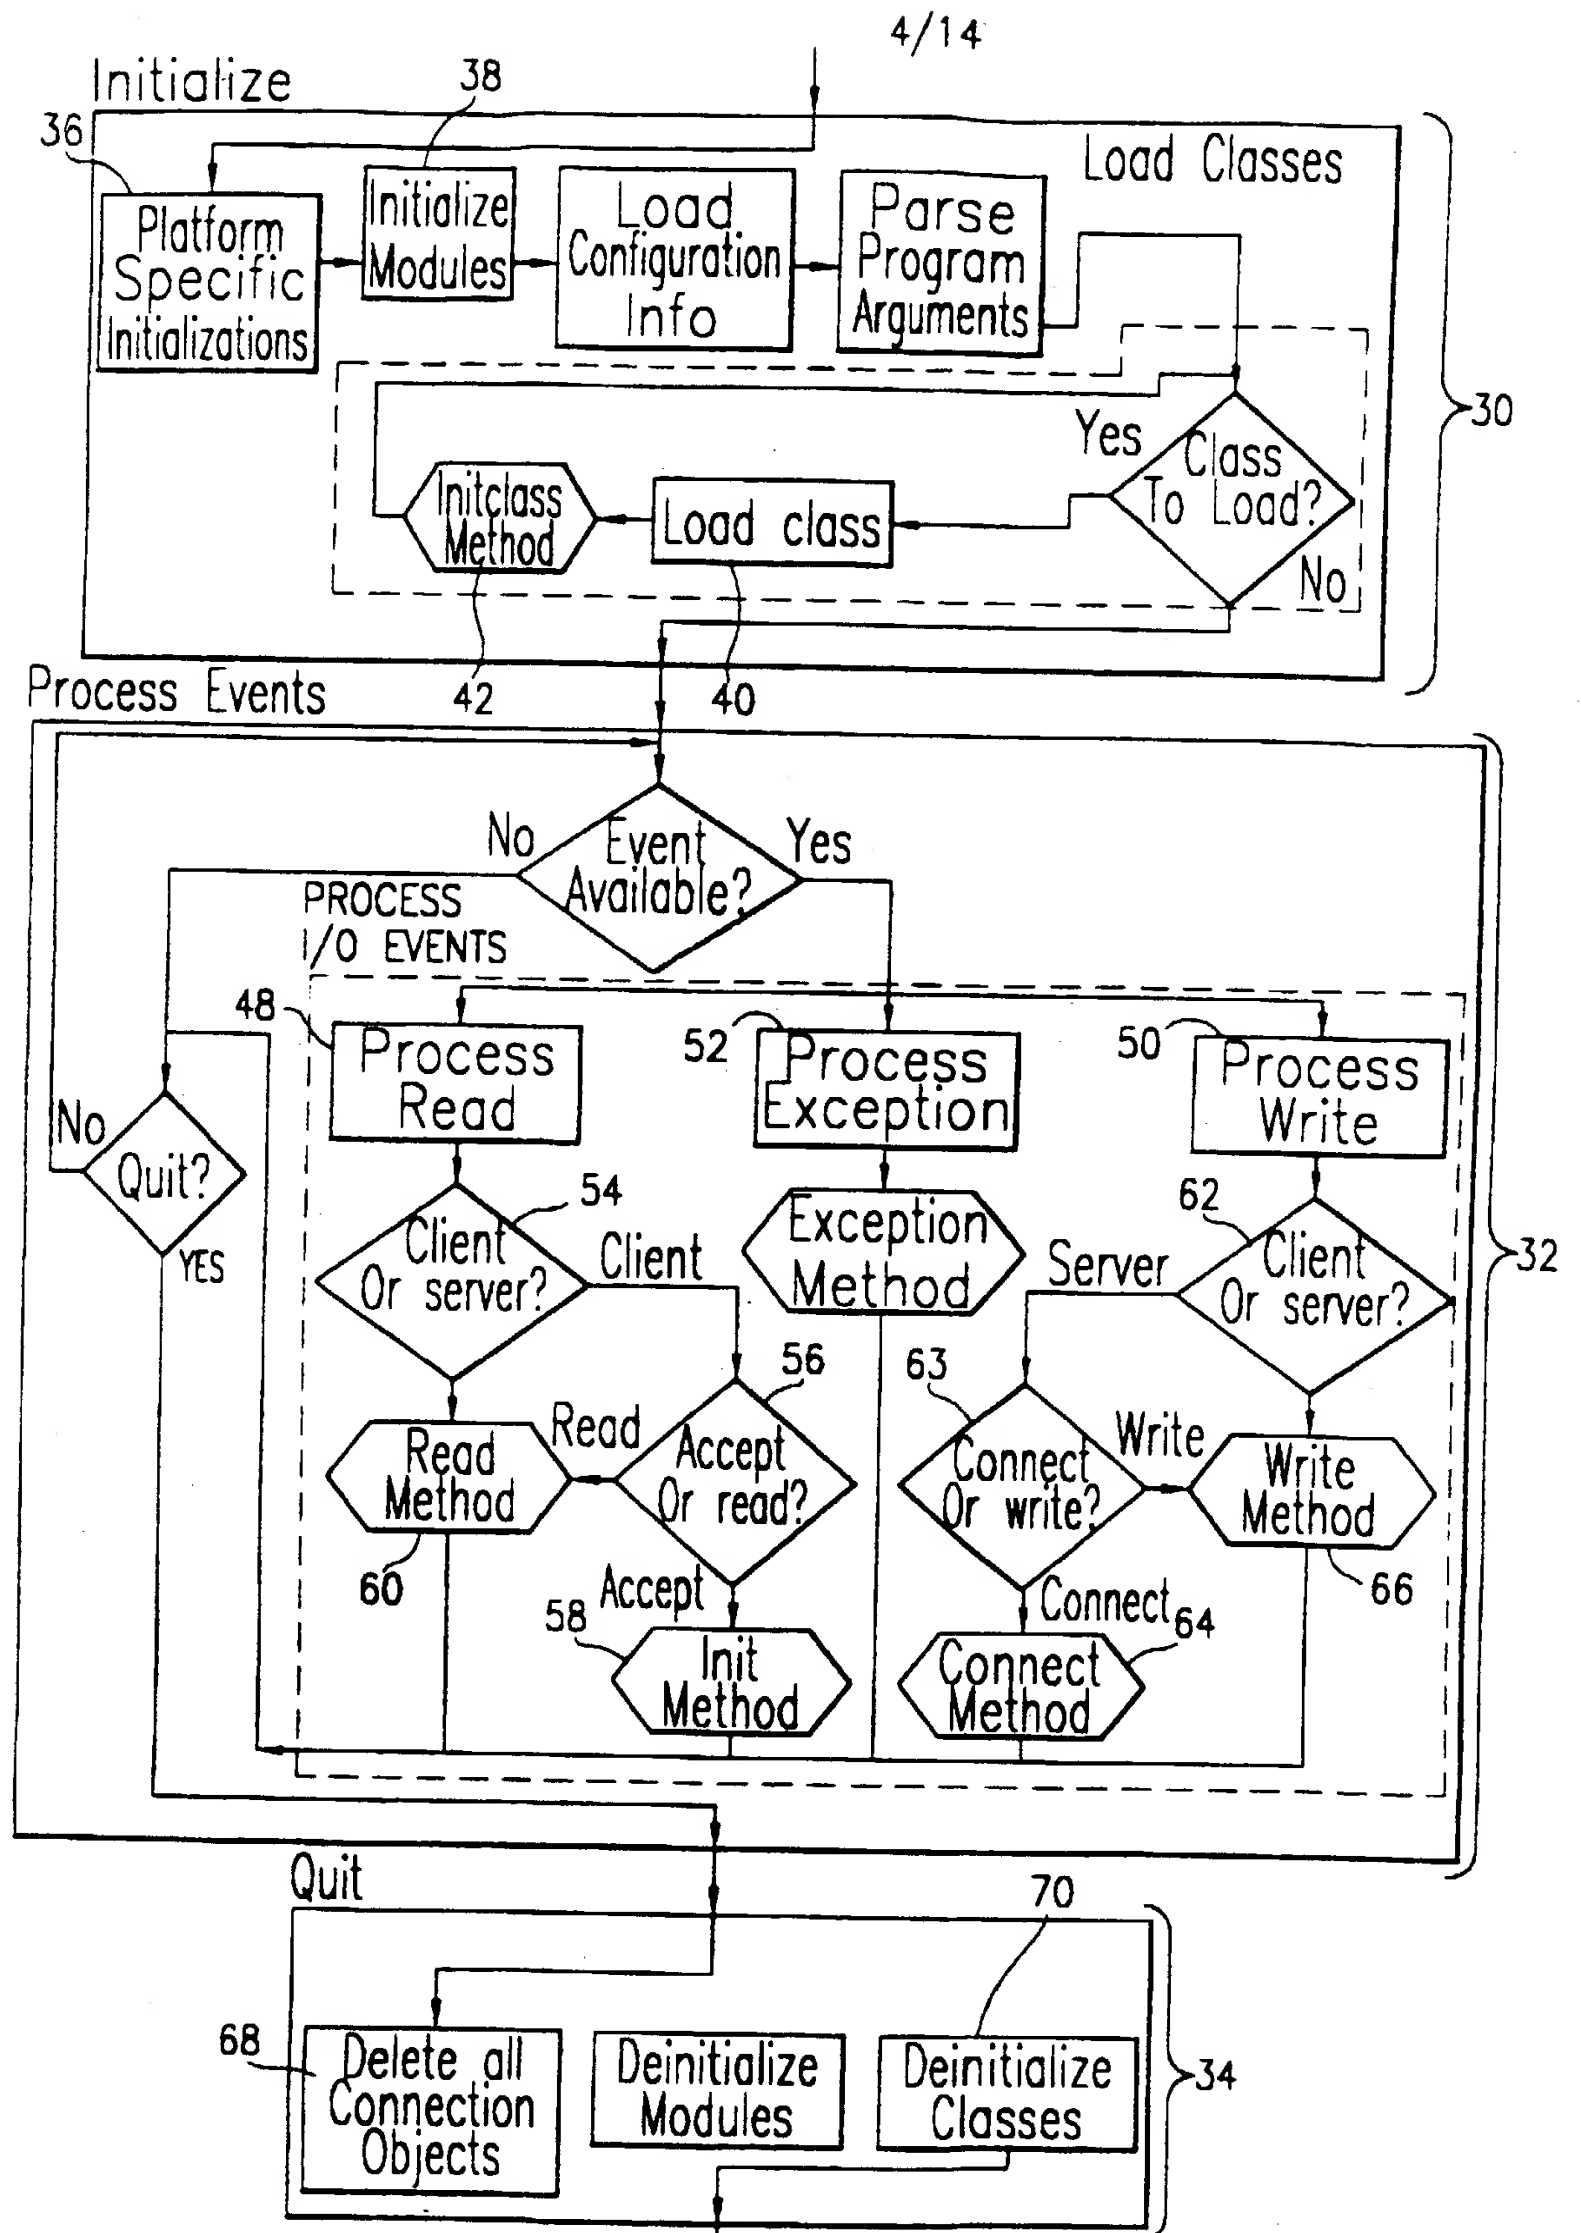 4/14
Initialize
38
36
Load Classes
Platform
Specific
Initializations
Initialize
Modules
Load
Configuration
Info
Parse
Program
Arguments
30
Yes
Class
To Load?
No
Load class
Initclass
Method
42
40
Process Events
No
Event
Available?
Yes
PROCESS
I/O EVENTS
48
Process
Read
52
Process
Exception
50
Process
Write
No
Quit?
YES
54
Client
Or server?
Client
Exception
Method
62
Server
Client
Or server?
32
56
63
Read
Method
Read
Accept
Or read?
Connect
Or write?
Write
Write
Method
60
Accept
58
Init
Method
Connect
64
66
Connect
Method
Quit
70
68
Delete all
Connection
Objects
Deinitialize
Modules
Deinitialize
Classes
34